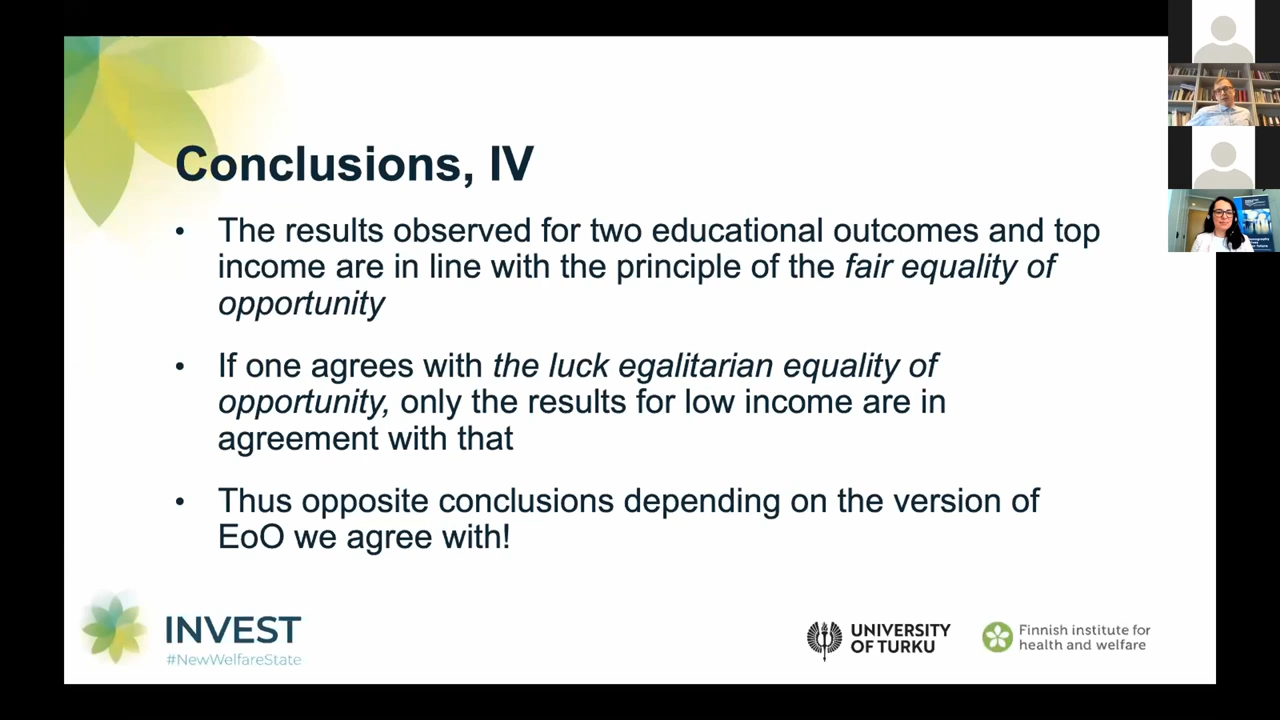 Conclusions, IV
• The results observed for two educational outcomes and top
income are in line with the principle of the fair equality of
opportunity
• If one agrees with the luck egalitarian equality of
opportunity, only the results for low income are in
agreement with that
• Thus opposite conclusions depending on the version of
EoO we agree with!
INVEST
#NewWelfareState
UNIVERSITY
OF TURKU
Finnish institute for
health and welfare